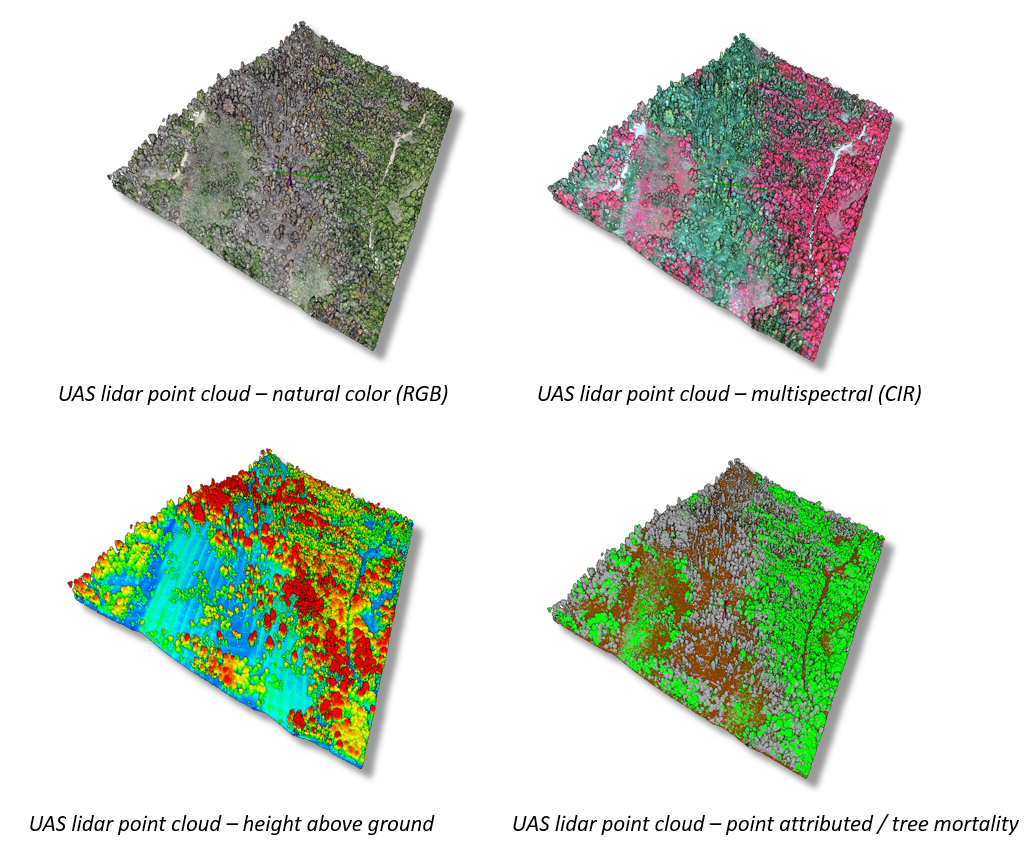 UAS lidar point cloud – natural color (RGB)
UAS lidar point cloud – multispectral (CIR)
UAS lidar point cloud – height above ground
UAS lidar point cloud – point attributed / tree mortality